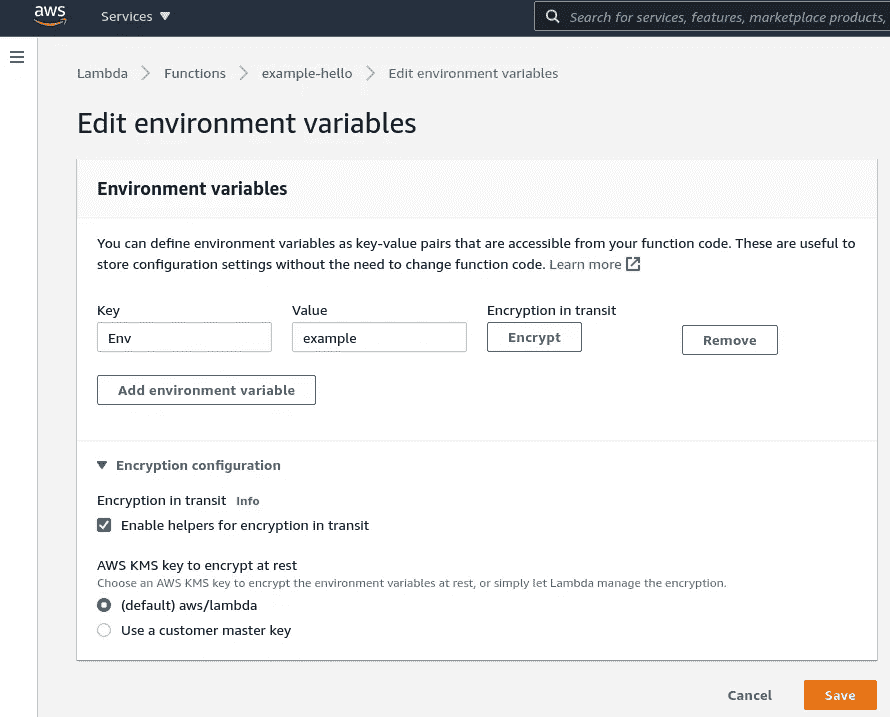 aws Services ▼ Search for services, features, marketplace products,
Lambda > Functions > example-hello > Edit environment variables
Edit environment variables
Environment variables
You can define environment variables as key-value pairs that are accessible from your function code. These are useful to
store configuration settings without the need to change function code. Learn more
Key Value Encryption in transit
Env example Encrypt Remove
Add environment variable
▼ Encryption configuration
Encryption in transit Info
Enable helpers for encryption in transit
AWS KMS key to encrypt at rest
Choose an AWS KMS key to encrypt the environment variables at rest, or simply let Lambda manage the encryption.
(default) aws/lambda
Use a customer master key
Cancel Save